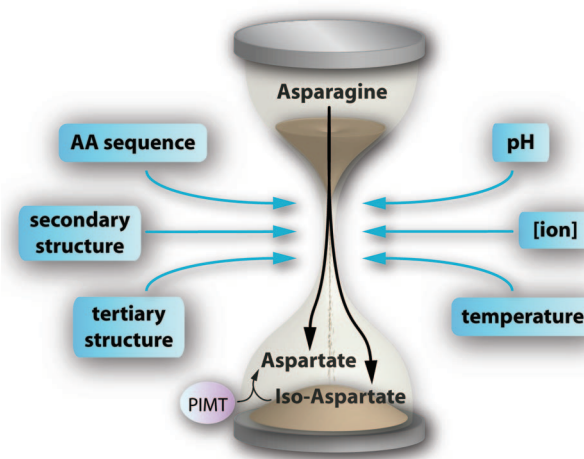 Asparagine
AA sequence
pH
secondary
structure
[ion]
tertiary
structure
temperature
Aspartate
Iso-Aspartate
PIMT